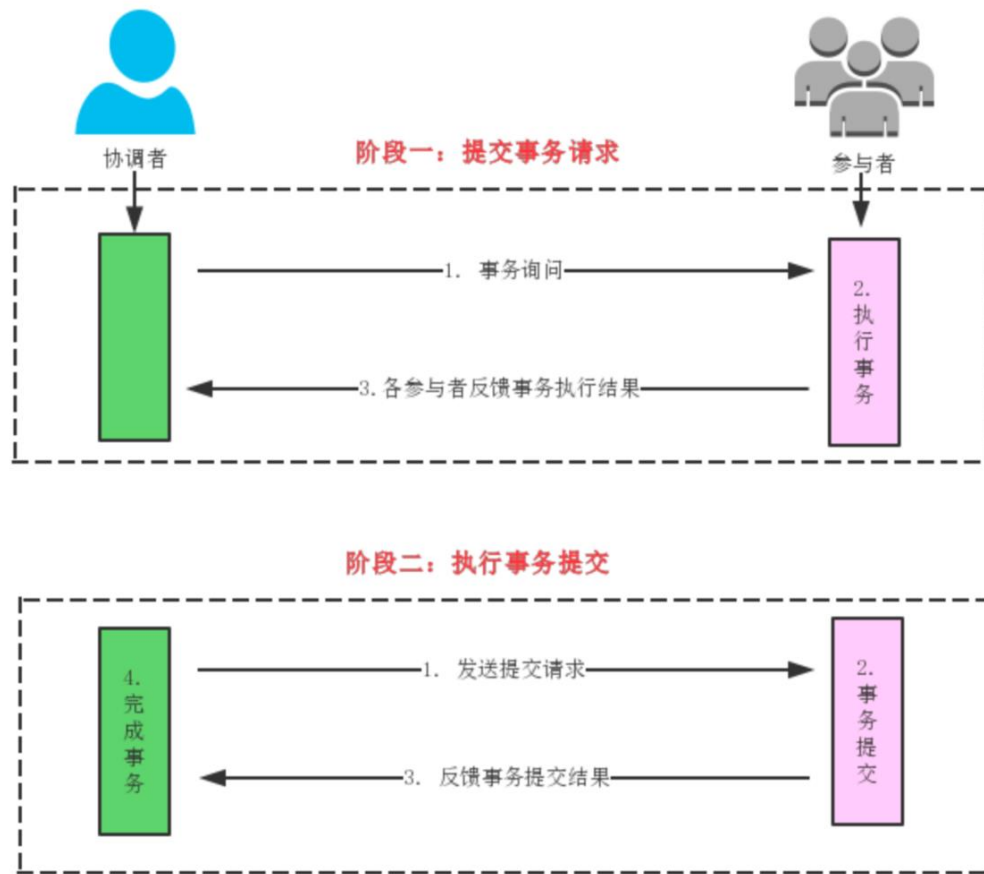 协调者
阶段一：提交事务请求
参与者
1. 事务询问
2.执行事务
3.各参与者反馈事务执行结果
阶段二：执行事务提交
1. 发送提交请求
2.事务提交
4.完成事务
3. 反馈事务提交结果